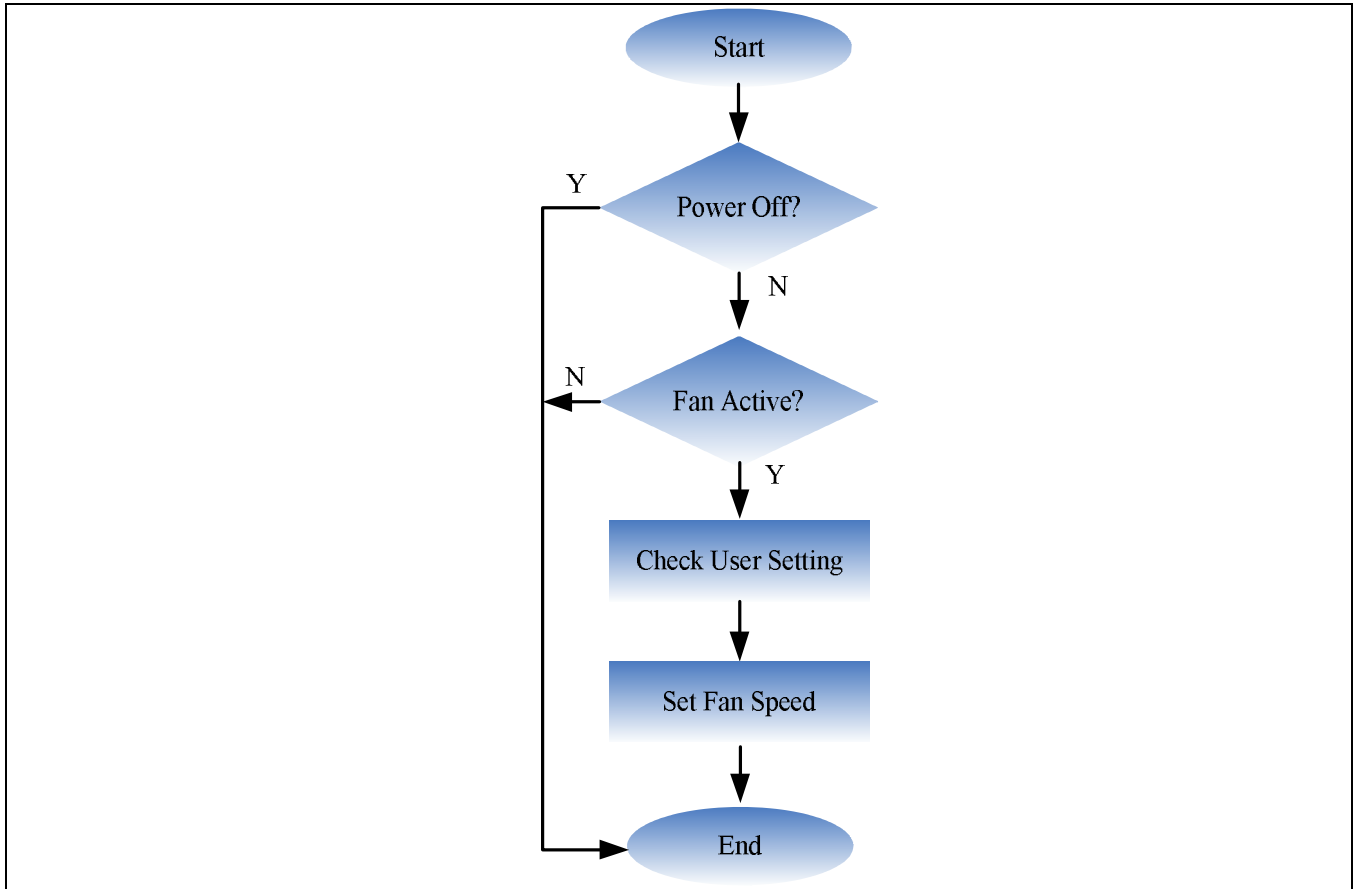 Start
Y
Power Off?
N
N
Fan Active?
Y
Check User Setting
Set Fan Speed
End